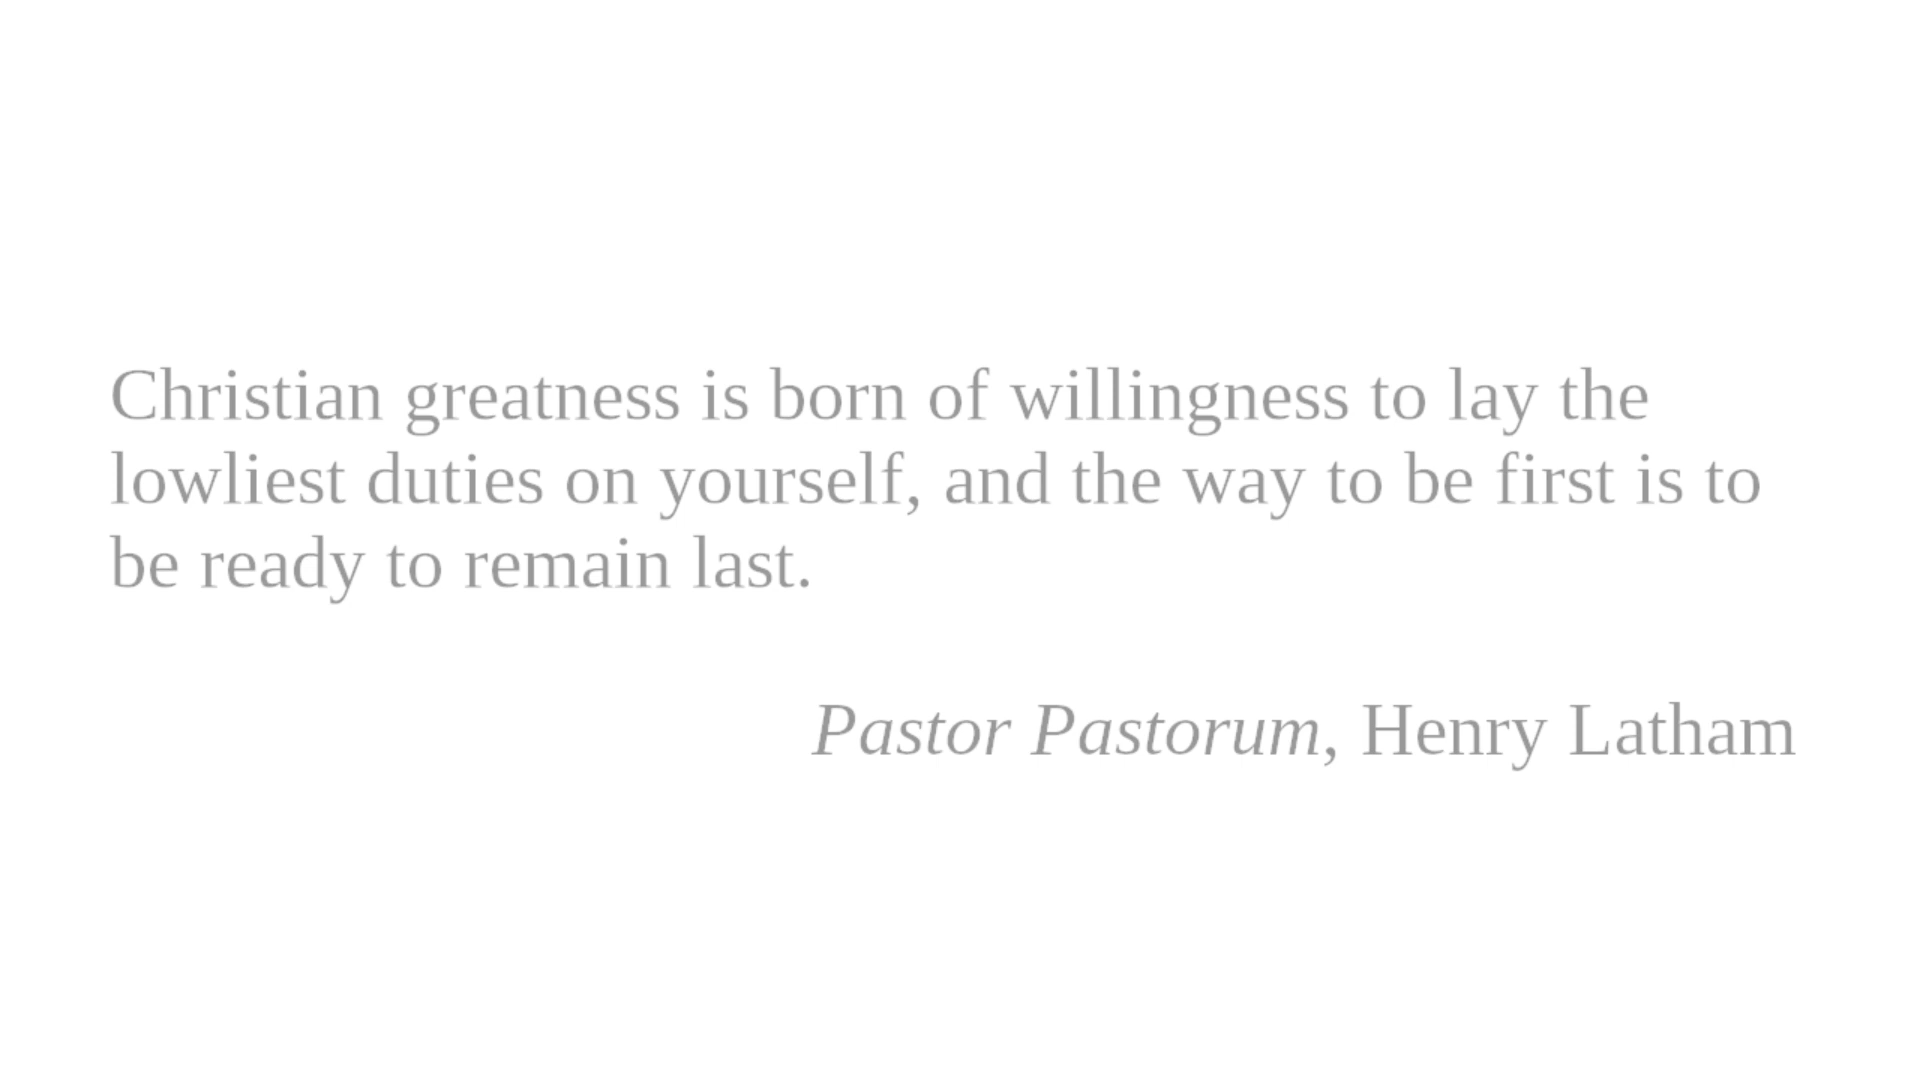 Christian greatness is born of willingness to lay the
lowliest duties on yourself, and the way to be first is to
be ready to remain last.
Pastor Pastorum, Henry Latham